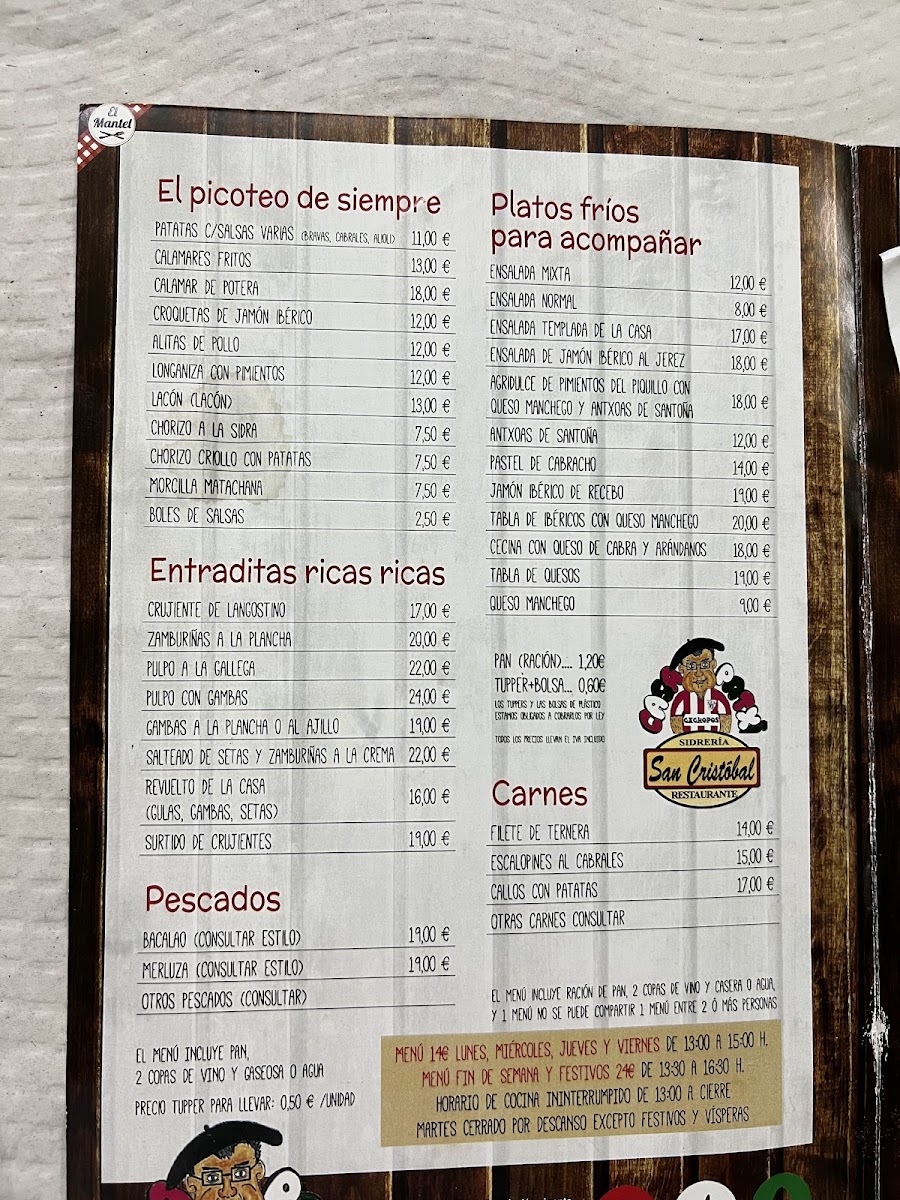 El
Mantel
El picoteo de siempre
PATATAS C/SALSAS VARIAS (BRAVAS, CABRALES, ALIOLI) 11,00 €
CALAMARES FRITOS 13,00 €
CALAMAR DE POTERA 18,00 €
CROQUETAS DE JAMÓN IBÉRICO 12,00 €
ALITAS DE POLLO 12,00 €
LONGANIZA CON PIMIENTOS 12,00 €
LACÓN (LACÓN) 13,00 €
CHORIZO A LA SIDRA 7,50 €
CHORIZO CRIOLLO CON PATATAS 7,50 €
MORCILLA MATACHANA 7,50 €
BOLES DE SALSAS 2,50 €
Entraditas ricas ricas
CRUJIENTE DE LANGOSTINO 17,00 €
ZAMBURIÑAS A LA PLANCHA 20,00 €
PULPO A LA GALLEGA 22,00 €
PULPO CON GAMBAS 24,00 €
GAMBAS A LA PLANCHA O AL AJILLO 19,00 €
SALTEADO DE SETAS Y ZAMBURIÑAS A LA CREMA 22,00 €
REVUELTO DE LA CASA
(GULAS, GAMBAS, SETAS) 16,00 €
SURTIDO DE CRUJIENTES 19,00 €
Pescados
BACALAO (CONSULTAR ESTILO) 19,00 €
MERLUZA (CONSULTAR ESTILO) 19,00 €
OTROS PESCADOS (CONSULTAR)
EL MENÚ INCLUYE PAN,
2 COPAS DE VINO Y GASEOSA O AGUA
PRECIO TUPPER PARA LLEVAR: 0,50 € /UNIDAD
Platos fríos
para acompañar
ENSALADA MIXTA 12,00 €
ENSALADA NORMAL 8,00 €
ENSALADA TEMPLADA DE LA CASA 17,00 €
ENSALADA DE JAMÓN IBÉRICO AL JEREZ 18,00 €
AGRIDULCE DE PIMIENTOS DEL PIQUILLO CON
QUESO MANCHEGO Y ANTXOAS DE SANTOÑA 18,00 €
ANTXOAS DE SANTOÑA 12,00 €
PASTEL DE CABRACHO 14,00 €
JAMÓN IBÉRICO DE RECEBO 19,00 €
TABLA DE IBÉRICOS CON QUESO MANCHEGO 20,00 €
CECINA CON QUESO DE CABRA Y ARÁNDANOS 18,00 €
TABLA DE QUESOS 19,00 €
QUESO MANCHEGO 9,00 €
PAN (RACIÓN).... 1,20€
TUPPER+BOLSA... 0,60€
LOS TUPPERS Y LAS BOLSAS DE PLÁSTICO
ESTAMOS OBLIGADOS A COBRARLOS POR LEY
TODOS LOS PRECIOS LLEVAN EL IVA INCLUIDO
CACHOPOS
SIDRERÍA
San Cristóbal
RESTAURANTE
Carnes
FILETE DE TERNERA 14,00 €
ESCALOPINES AL CABRALES 15,00 €
CALLOS CON PATATAS 17,00 €
OTRAS CARNES CONSULTAR
EL MENÚ INCLUYE RACIÓN DE PAN, 2 COPAS DE VINO Y CASERA O AGUA,
Y 1 MENÚ NO SE PUEDE COMPARTIR 1 MENÚ ENTRE 2 Ó MÁS PERSONAS
MENÚ 14€ LUNES, MIÉRCOLES, JUEVES Y VIERNES DE 13:00 A 15:00 H.
MENÚ FIN DE SEMANA Y FESTIVOS 24€ DE 13:30 A 16:30 H.
HORARIO DE COCINA ININTERRUMPIDO DE 13:00 A CIERRE
MARTES CERRADO POR DESCANSO EXCEPTO FESTIVOS Y VÍSPERAS